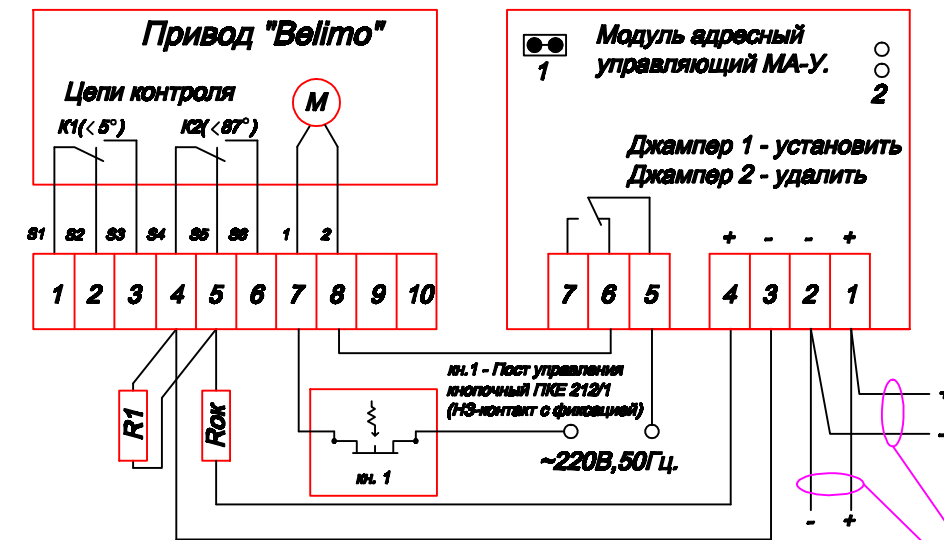 Привод "Belimo"
Цепи контроля
К1(<5°) К2(<87°)
М
S1 S2 S3 S4 S5 S6 1 2
1 2 3 4 5 6 7 8 9 10
1
Модуль адресный
управляющий МА-У.
2
Джампер 1 - установить
Джампер 2 - удалить
+ - - +
7 6 5 4 3 2 1
кн.1 - Пост управления
кнопочный ПКЕ 212/1
(НЗ-контакт с фиксацией)
R1
Rок
кн. 1
~220В,50Гц.
+
-
- +